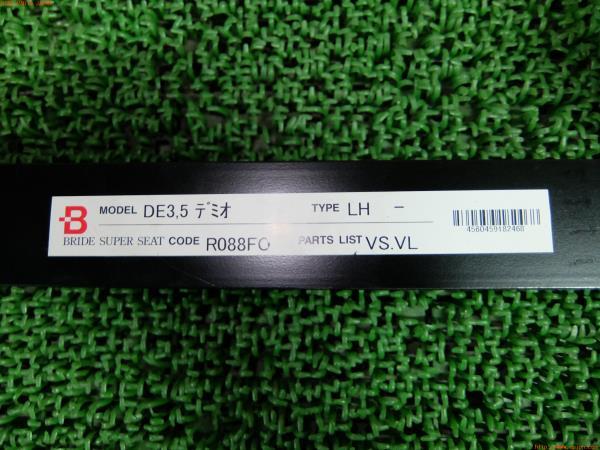 B MODEL DE3,5 デミオ TYPE LH –
BRIDE SUPER SEAT CODE R088FO PARTS LIST VS.VL
4560459182468